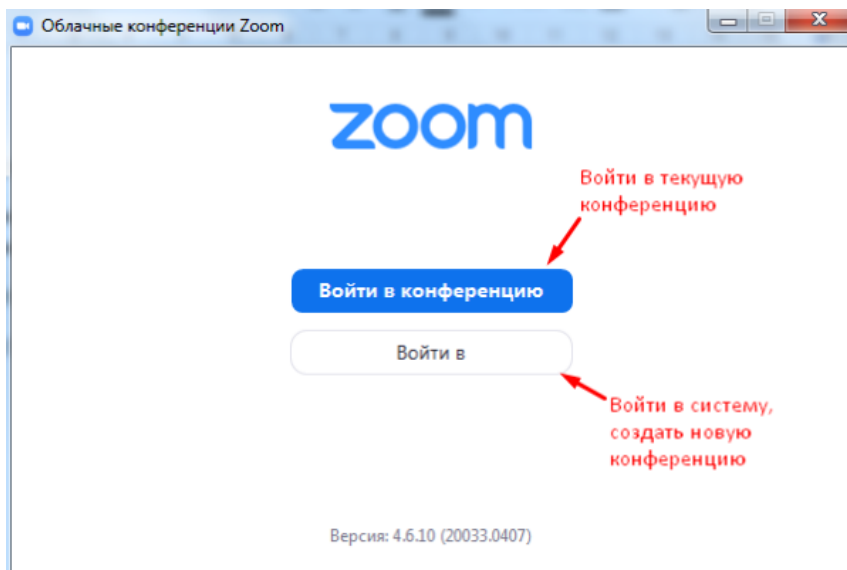 Облачные конференции Zoom
zoom
Войти в текущую
конференцию
Войти в конференцию
Войти в
Войти в систему,
создать новую
конференцию
Версия: 4.6.10 (20033.0407)